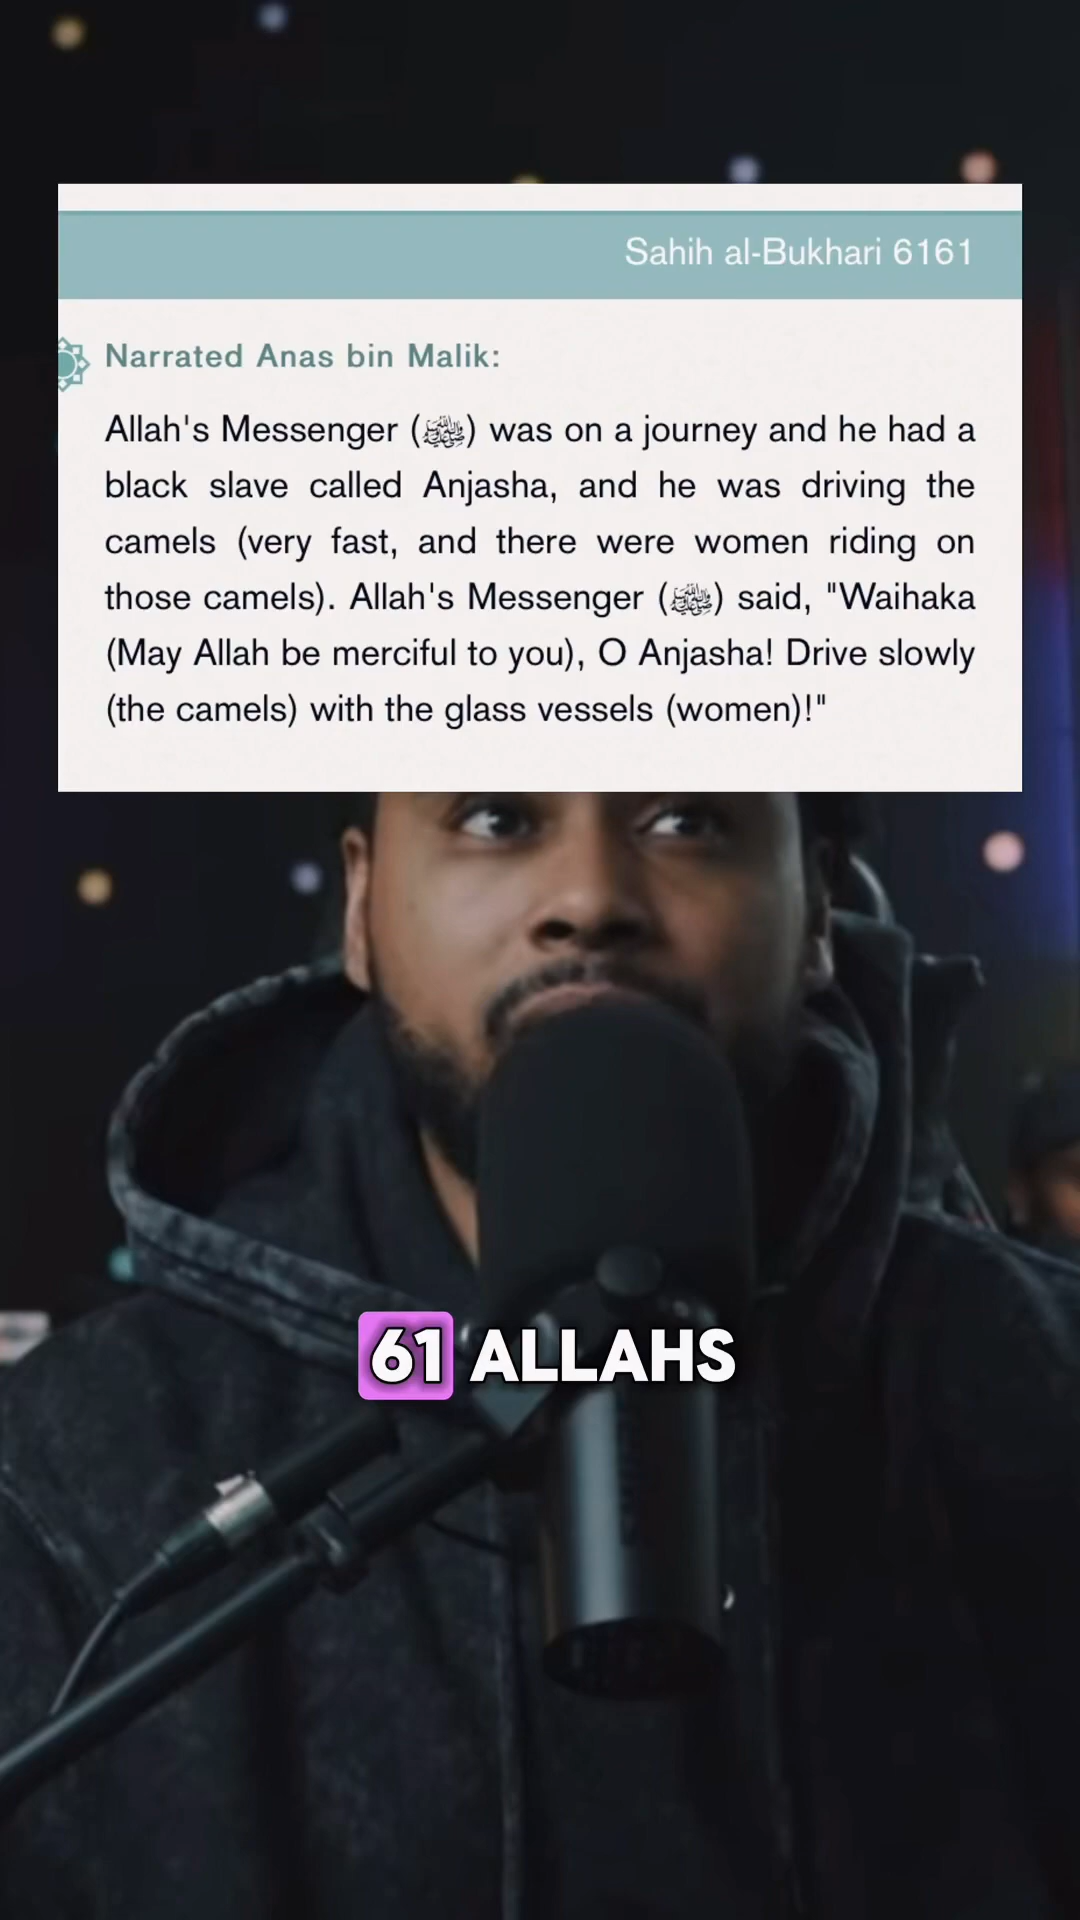 Sahih al-Bukhari 6161
Narrated Anas bin Malik:
Allah's Messenger (ﷺ) was on a journey and he had a
black slave called Anjasha, and he was driving the
camels (very fast, and there were women riding on
those camels). Allah's Messenger (ﷺ) said, "Waihaka
(May Allah be merciful to you), O Anjasha! Drive slowly
(the camels) with the glass vessels (women)!"
61 ALLAHS